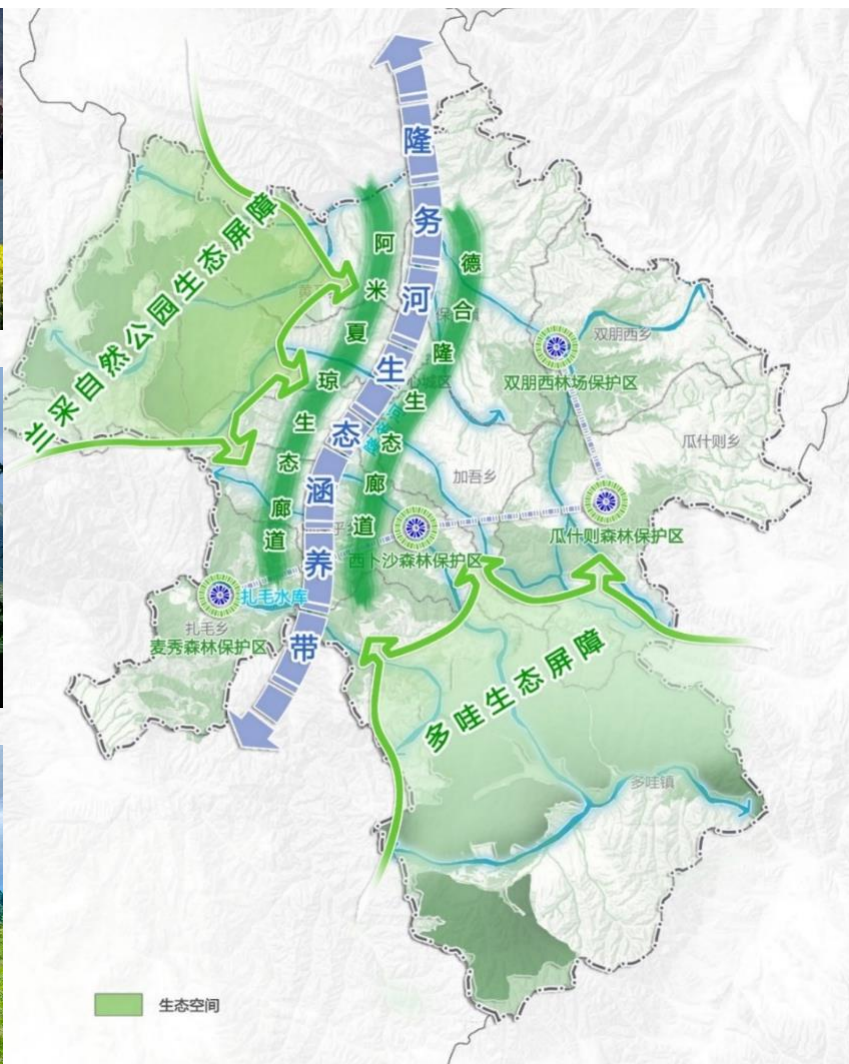 隆务河生态涵养带
兰采自然公园生态屏障
阿米夏琼生态廊道
德合隆生态廊道
双朋西乡
双朋西林场保护区
瓜什则乡
加吾乡
瓜什则森林保护区
西卜沙森林保护区
扎毛水库
扎毛乡
麦秀森林保护区
多哇生态屏障
多哇镇
生态空间